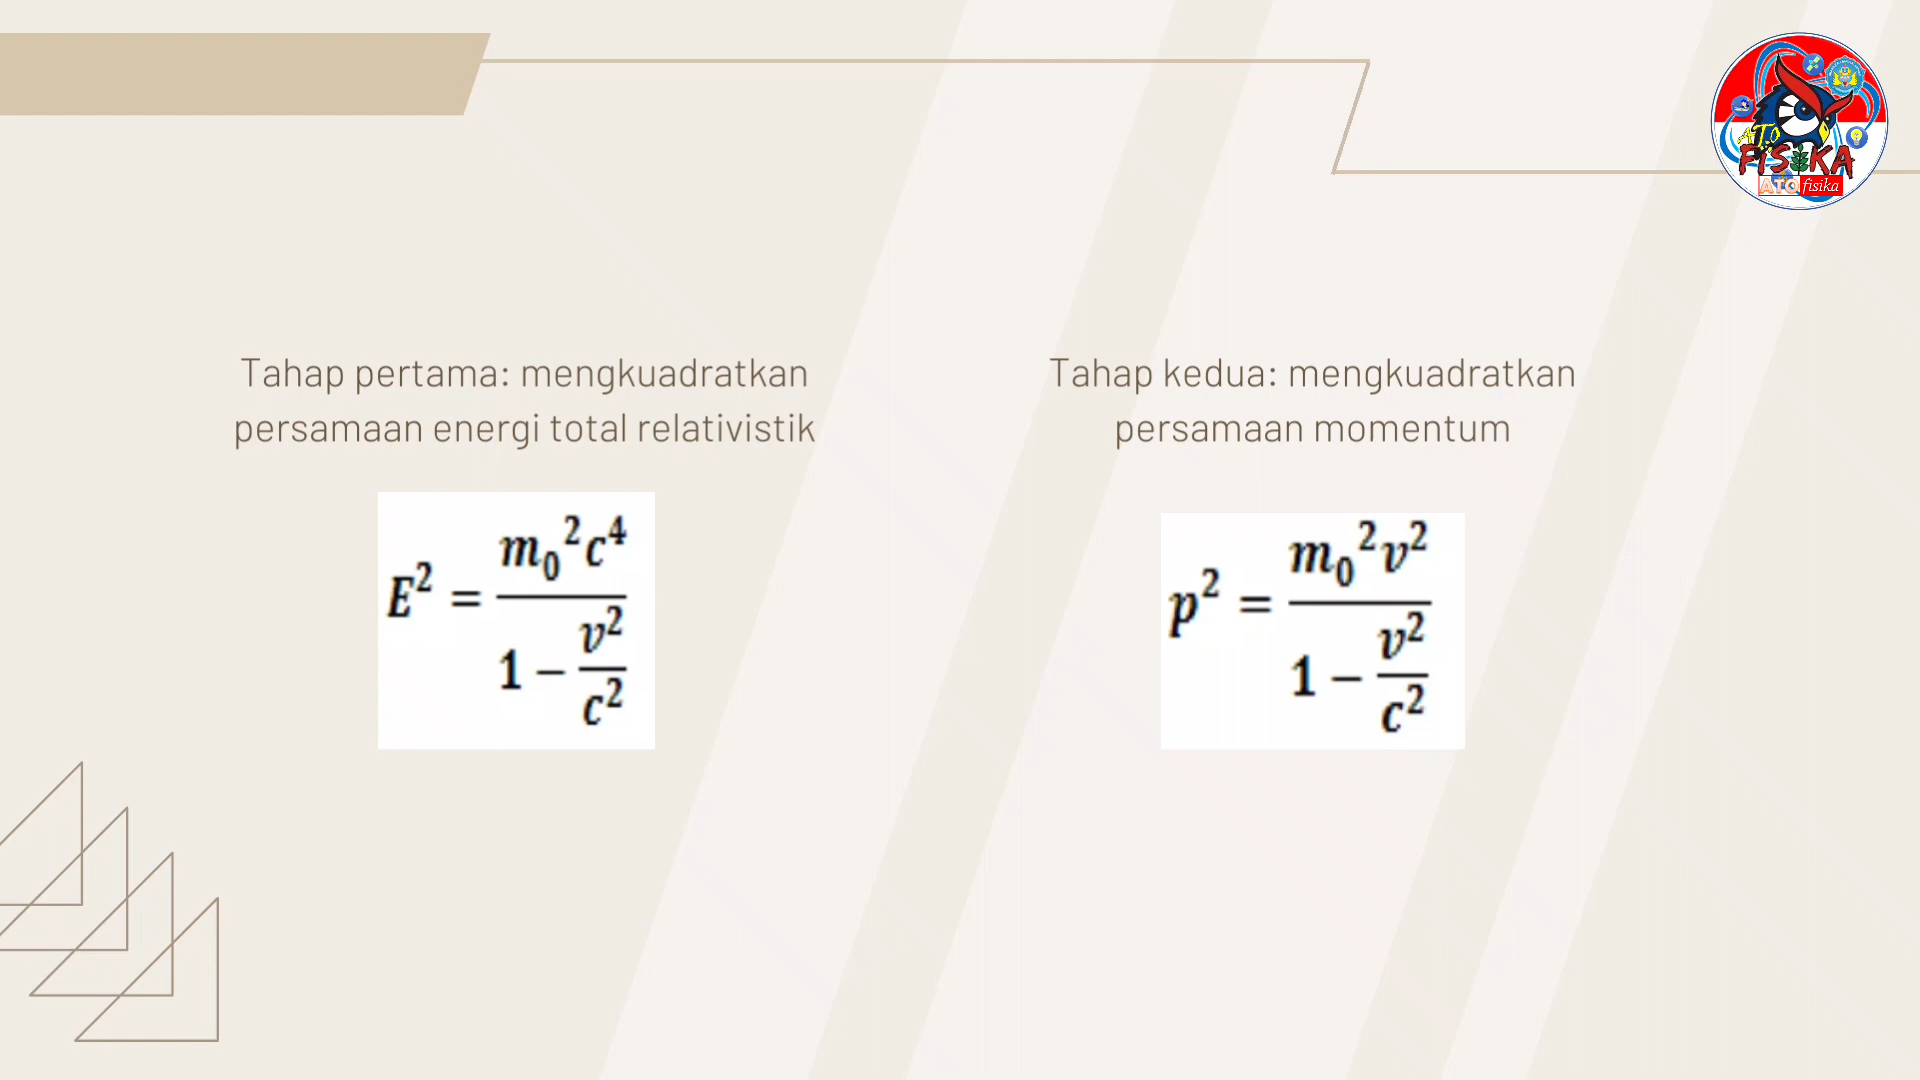 ATO
FISIKA
ATO fisika
Tahap pertama: mengkuadratkan
persamaan energi total relativistik
E² = m₀²c⁴ / (1 − v²/c²)
Tahap kedua: mengkuadratkan
persamaan momentum
p² = m₀²v² / (1 − v²/c²)